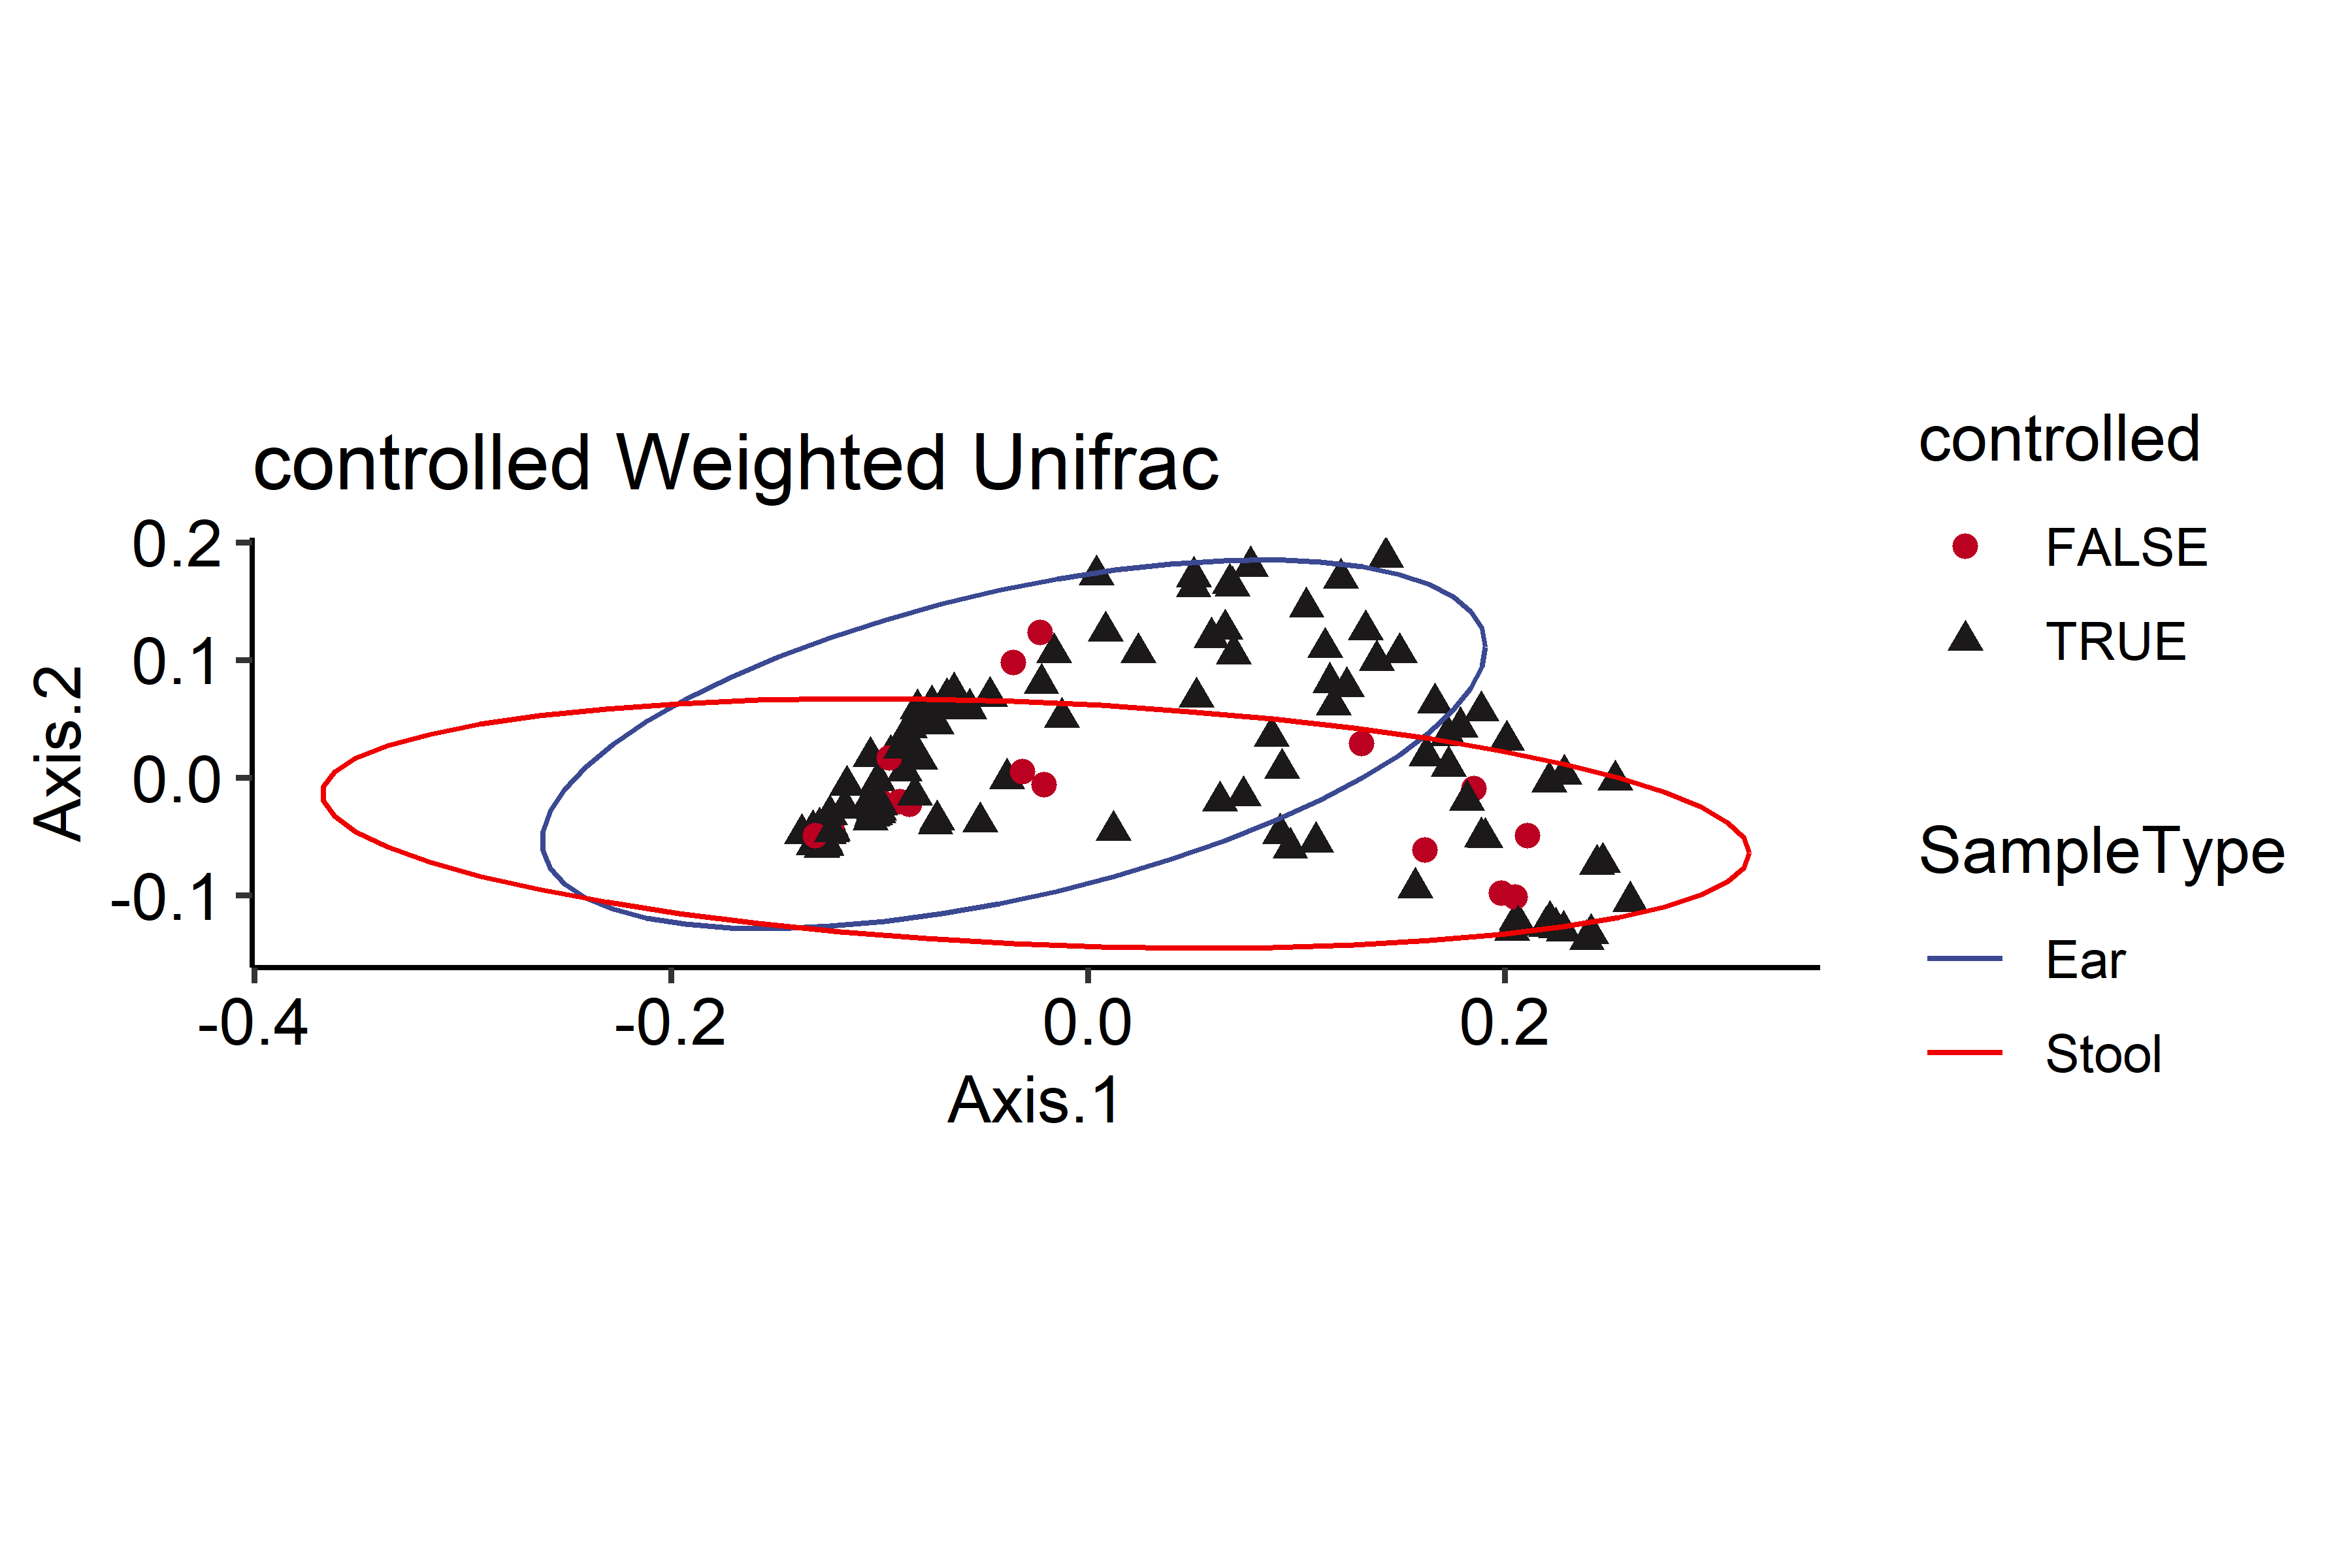 controlled Weighted Unifrac
0.2
0.1
0.0
-0.1
Axis.2
-0.4
-0.2
0.0
0.2
Axis.1
controlled
FALSE
TRUE
SampleType
Ear
Stool